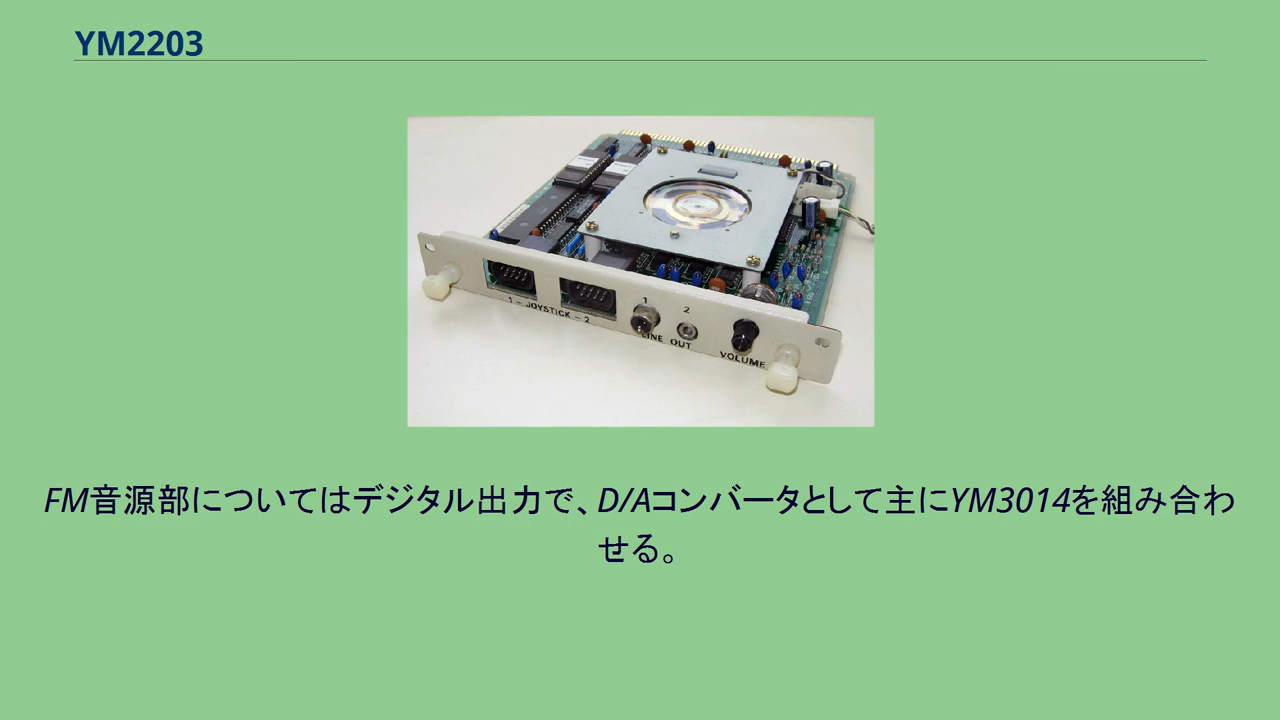 YM2203
1 - JOYSTICK - 2
1
2
LINE OUT
VOLUME
FM音源部についてはデジタル出力で、D/Aコンバータとして主にYM3014を組み合わ
せる。